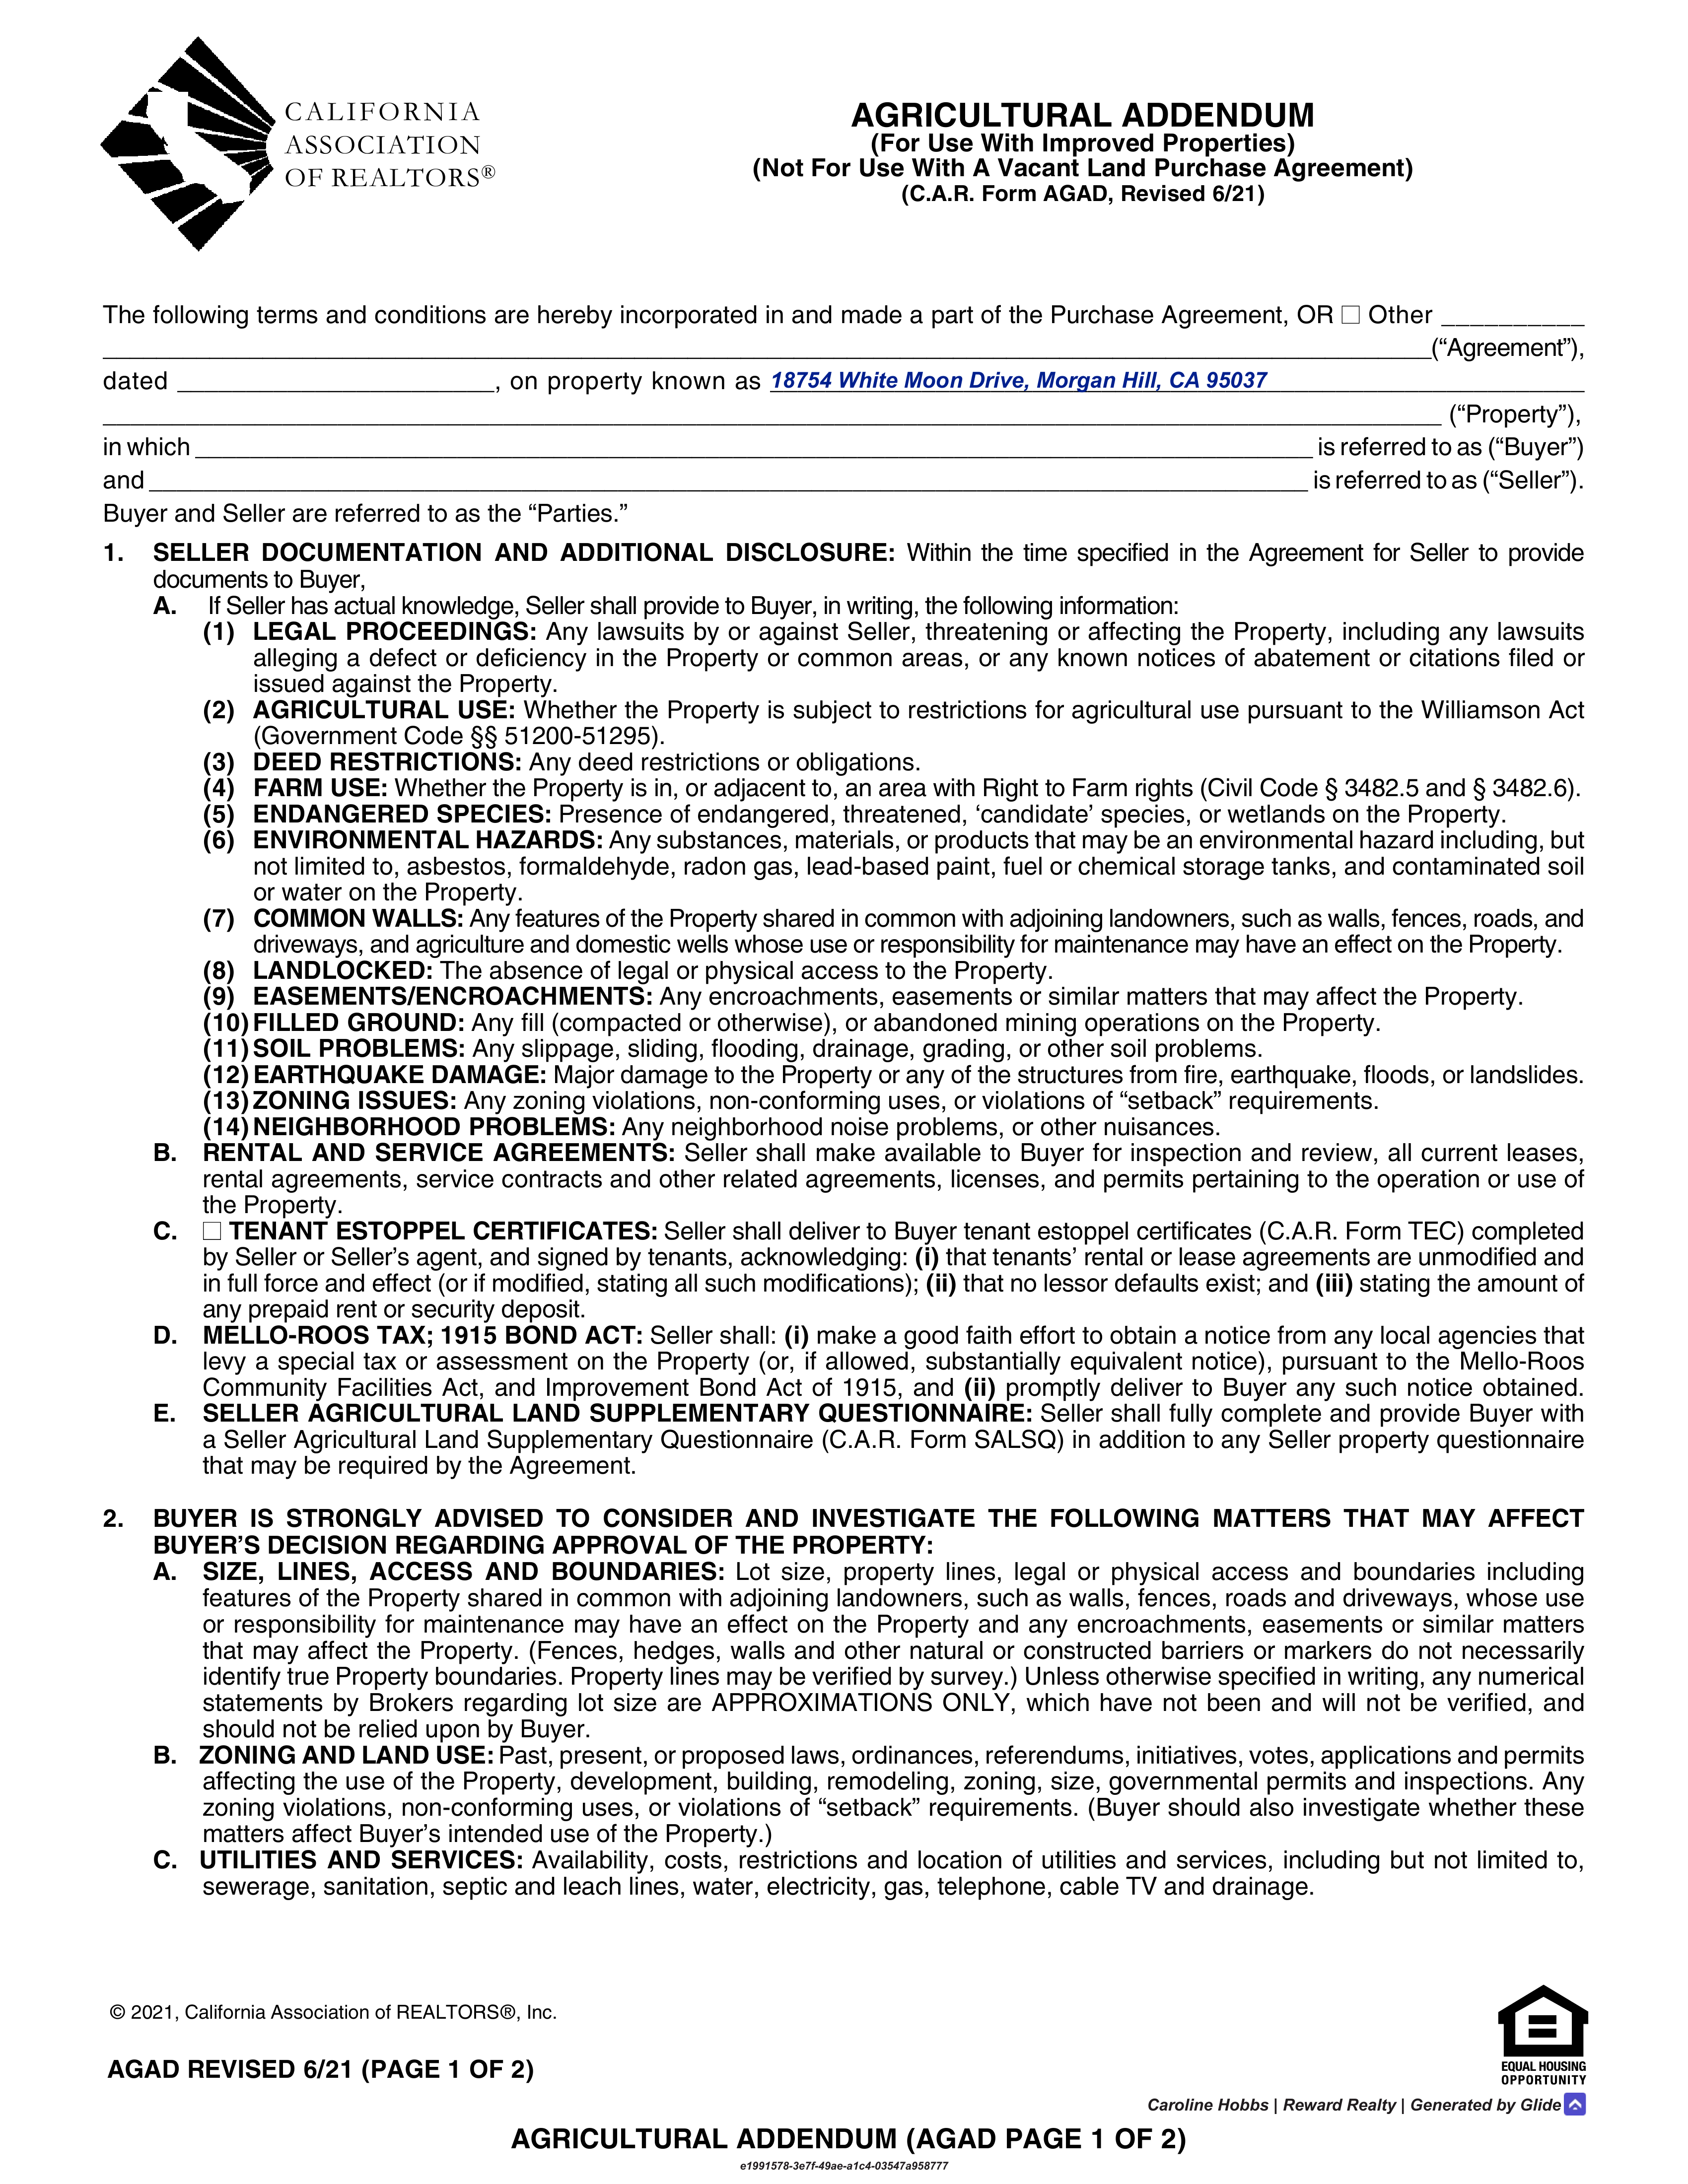 CALIFORNIA
ASSOCIATION
OF REALTORS®
AGRICULTURAL ADDENDUM
(For Use With Improved Properties)
(Not For Use With A Vacant Land Purchase Agreement)
(C.A.R. Form AGAD, Revised 6/21)
The following terms and conditions are hereby incorporated in and made a part of the Purchase Agreement, OR ☐ Other __________
(“Agreement”),
dated ______________________, on property known as 18754 White Moon Drive, Morgan Hill, CA 95037
(“Property”),
in which ______________________ is referred to as (“Buyer”)
and ______________________ is referred to as (“Seller”).
Buyer and Seller are referred to as the “Parties.”
1. SELLER DOCUMENTATION AND ADDITIONAL DISCLOSURE: Within the time specified in the Agreement for Seller to provide
documents to Buyer,
A. If Seller has actual knowledge, Seller shall provide to Buyer, in writing, the following information:
(1) LEGAL PROCEEDINGS: Any lawsuits by or against Seller, threatening or affecting the Property, including any lawsuits
alleging a defect or deficiency in the Property or common areas, or any known notices of abatement or citations filed or
issued against the Property.
(2) AGRICULTURAL USE: Whether the Property is subject to restrictions for agricultural use pursuant to the Williamson Act
(Government Code §§ 51200-51295).
(3) DEED RESTRICTIONS: Any deed restrictions or obligations.
(4) FARM USE: Whether the Property is in, or adjacent to, an area with Right to Farm rights (Civil Code § 3482.5 and § 3482.6).
(5) ENDANGERED SPECIES: Presence of endangered, threatened, ‘candidate’ species, or wetlands on the Property.
(6) ENVIRONMENTAL HAZARDS: Any substances, materials, or products that may be an environmental hazard including, but
not limited to, asbestos, formaldehyde, radon gas, lead-based paint, fuel or chemical storage tanks, and contaminated soil
or water on the Property.
(7) COMMON WALLS: Any features of the Property shared in common with adjoining landowners, such as walls, fences, roads, and
driveways, and agriculture and domestic wells whose use or responsibility for maintenance may have an effect on the Property.
(8) LANDLOCKED: The absence of legal or physical access to the Property.
(9) EASEMENTS/ENCROACHMENTS: Any encroachments, easements or similar matters that may affect the Property.
(10) FILLED GROUND: Any fill (compacted or otherwise), or abandoned mining operations on the Property.
(11) SOIL PROBLEMS: Any slippage, sliding, flooding, drainage, grading, or other soil problems.
(12) EARTHQUAKE DAMAGE: Major damage to the Property or any of the structures from fire, earthquake, floods, or landslides.
(13) ZONING ISSUES: Any zoning violations, non-conforming uses, or violations of “setback” requirements.
(14) NEIGHBORHOOD PROBLEMS: Any neighborhood noise problems, or other nuisances.
B. RENTAL AND SERVICE AGREEMENTS: Seller shall make available to Buyer for inspection and review, all current leases,
rental agreements, service contracts and other related agreements, licenses, and permits pertaining to the operation or use of
the Property.
C. ☐ TENANT ESTOPPEL CERTIFICATES: Seller shall deliver to Buyer tenant estoppel certificates (C.A.R. Form TEC) completed
by Seller or Seller’s agent, and signed by tenants, acknowledging: (i) that tenants’ rental or lease agreements are unmodified and
in full force and effect (or if modified, stating all such modifications); (ii) that no lessor defaults exist; and (iii) stating the amount of
any prepaid rent or security deposit.
D. MELLO-ROOS TAX; 1915 BOND ACT: Seller shall: (i) make a good faith effort to obtain a notice from any local agencies that
levy a special tax or assessment on the Property (or, if allowed, substantially equivalent notice), pursuant to the Mello-Roos
Community Facilities Act, and Improvement Bond Act of 1915, and (ii) promptly deliver to Buyer any such notice obtained.
E. SELLER AGRICULTURAL LAND SUPPLEMENTARY QUESTIONNAIRE: Seller shall fully complete and provide Buyer with
a Seller Agricultural Land Supplementary Questionnaire (C.A.R. Form SALSQ) in addition to any Seller property questionnaire
that may be required by the Agreement.
2. BUYER IS STRONGLY ADVISED TO CONSIDER AND INVESTIGATE THE FOLLOWING MATTERS THAT MAY AFFECT
BUYER’S DECISION REGARDING APPROVAL OF THE PROPERTY:
A. SIZE, LINES, ACCESS AND BOUNDARIES: Lot size, property lines, legal or physical access and boundaries including
features of the Property shared in common with adjoining landowners, such as walls, fences, roads and driveways, whose use
or responsibility for maintenance may have an effect on the Property and any encroachments, easements or similar matters
that may affect the Property. (Fences, hedges, walls and other natural or constructed barriers or markers do not necessarily
identify true Property boundaries. Property lines may be verified by survey.) Unless otherwise specified in writing, any numerical
statements by Brokers regarding lot size are APPROXIMATIONS ONLY, which have not been and will not be verified, and
should not be relied upon by Buyer.
B. ZONING AND LAND USE: Past, present, or proposed laws, ordinances, referendums, initiatives, votes, applications and permits
affecting the use of the Property, development, building, remodeling, zoning, size, governmental permits and inspections. Any
zoning violations, non-conforming uses, or violations of “setback” requirements. (Buyer should also investigate whether these
matters affect Buyer’s intended use of the Property.)
C. UTILITIES AND SERVICES: Availability, costs, restrictions and location of utilities and services, including but not limited to,
sewerage, sanitation, septic and leach lines, water, electricity, gas, telephone, cable TV and drainage.
© 2021, California Association of REALTORS®, Inc.
AGAD REVISED 6/21 (PAGE 1 OF 2)
EQUAL HOUSING
OPPORTUNITY
Caroline Hobbs | Reward Realty | Generated by Glide
AGRICULTURAL ADDENDUM (AGAD PAGE 1 OF 2)
e1991578-3e7f-49ae-a1c4-03547a958777